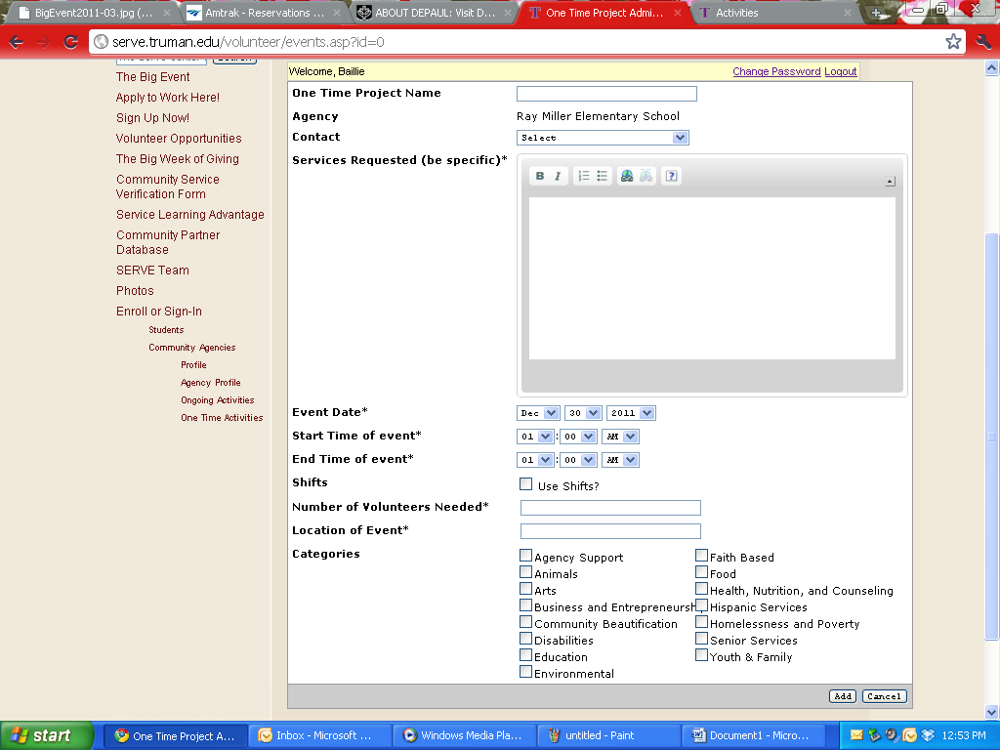 BigEvent2011-03.jpg (...
Amtrak - Reservations ...
ABOUT DEPAUL: Visit D...
One Time Project Admi...
Activities
serve.truman.edu/volunteer/events.asp?id=0
The Big Event
Apply to Work Here!
Sign Up Now!
Volunteer Opportunities
The Big Week of Giving
Community Service
Verification Form
Service Learning Advantage
Community Partner
Database
SERVE Team
Photos
Enroll or Sign-In
Students
Community Agencies
Profile
Agency Profile
Ongoing Activities
One Time Activities
Welcome, Baillie
Change Password Logout
One Time Project Name
Agency Ray Miller Elementary School
Contact Select
Services Requested (be specific)*
B I
Event Date* Dec 30 2011
Start Time of event* 01 : 00 AM
End Time of event* 01 : 00 AM
Shifts Use Shifts?
Number of Volunteers Needed*
Location of Event*
Categories
Agency Support Faith Based
Animals Food
Arts Health, Nutrition, and Counseling
Business and Entrepreneursh Hispanic Services
Community Beautification Homelessness and Poverty
Disabilities Senior Services
Education Youth & Family
Environmental
Add Cancel
start
One Time Project A...
Inbox - Microsoft ...
Windows Media Pla...
untitled - Paint
Document1 - Micro...
12:53 PM